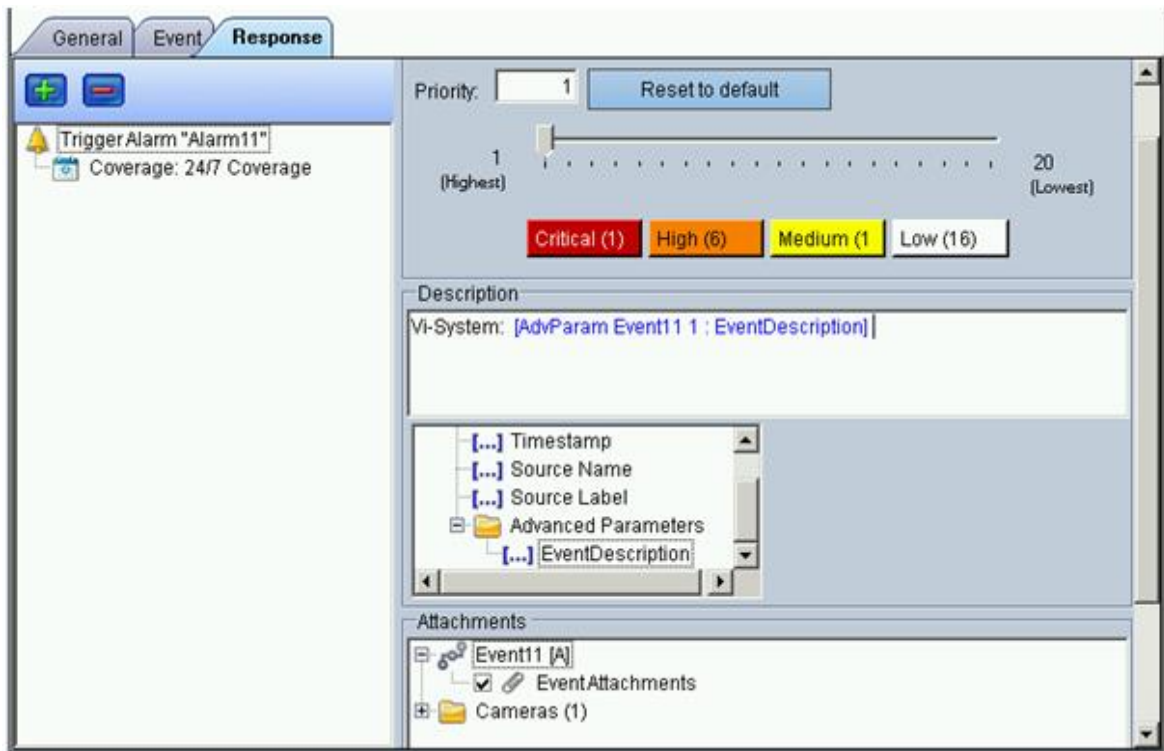 General Event Response
Priority: 1 Reset to default
Trigger Alarm "Alarm11"
Coverage: 24/7 Coverage
1 20
(Highest) (Lowest)
Critical (1) High (6) Medium (1 Low (16)
Description
Vi-System: [AdvParam Event11 1 : EventDescription]
[...] Timestamp
[...] Source Name
[...] Source Label
Advanced Parameters
[...] EventDescription
Attachments
Event11 [A]
EventAttachments
Cameras (1)